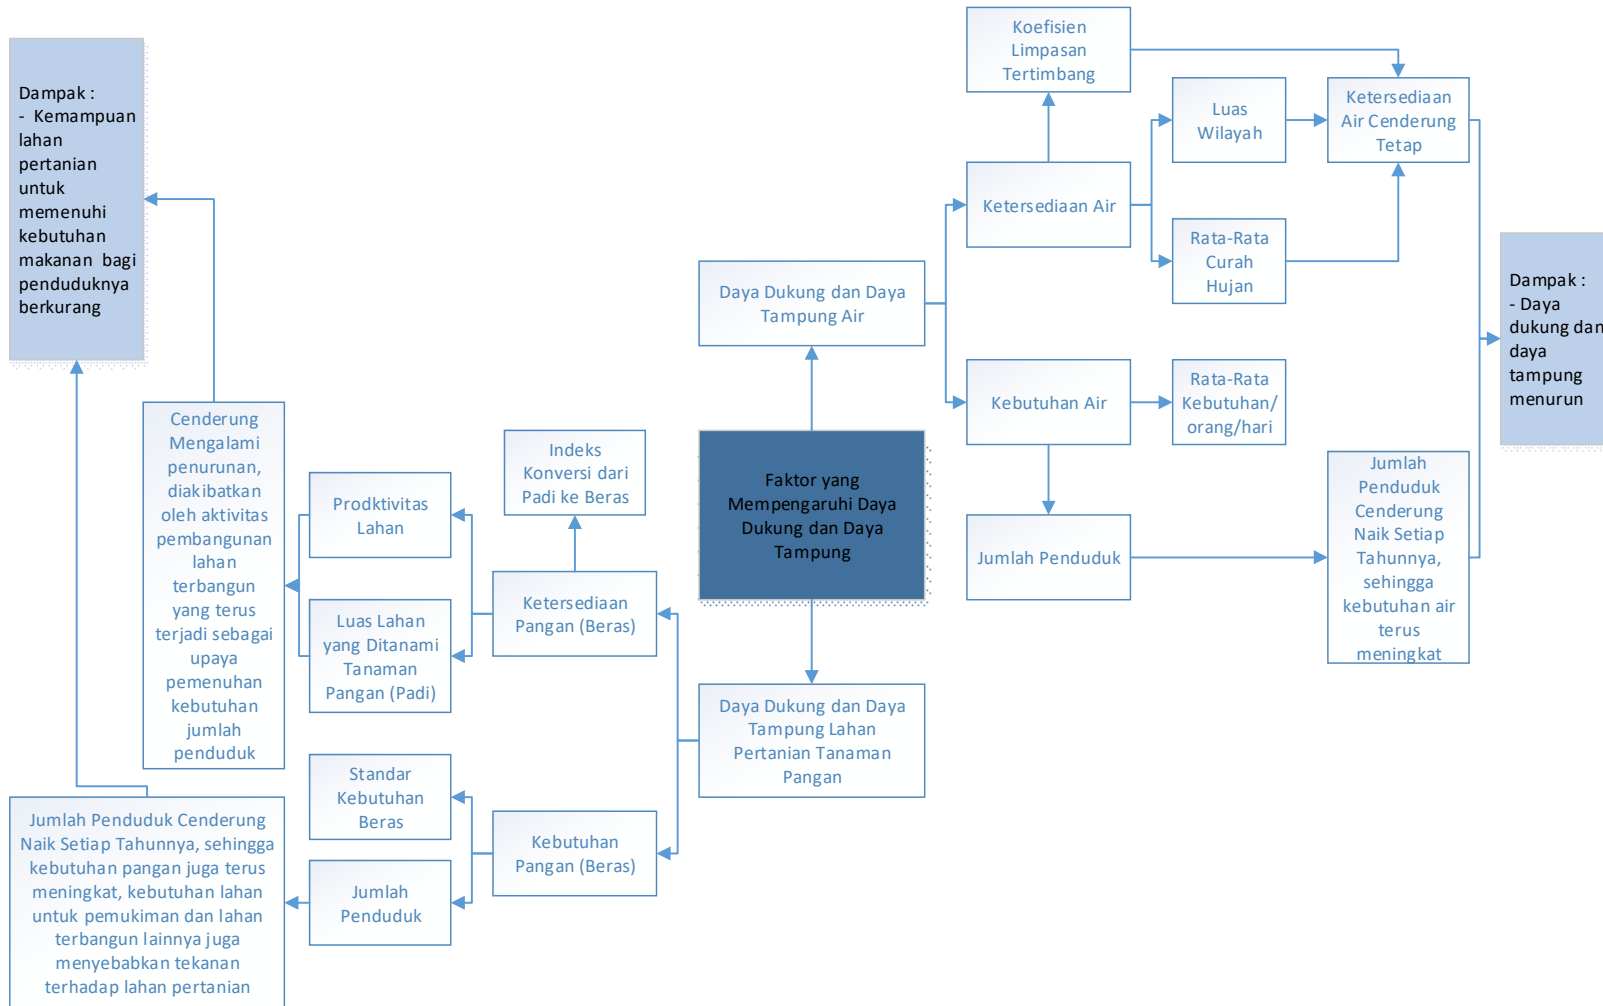 Koefisien
Limpasan
Tertimbang
Dampak :
- Kemampuan
lahan
pertanian
untuk
memenuhi
kebutuhan
makanan bagi
penduduknya
berkurang
Luas
Wilayah
Ketersediaan
Air Cenderung
Tetap
Ketersediaan Air
Rata-Rata
Curah
Hujan
Daya Dukung dan Daya
Tampung Air
Dampak :
- Daya
dukung dan
daya
tampung
menurun
Kebutuhan Air
Rata-Rata
Kebutuhan/
orang/hari
Cenderung
Mengalami
penurunan,
diakibatkan
oleh aktivitas
pembangunan
lahan
terbangun
yang terus
terjadi sebagai
upaya
pemenuhan
kebutuhan
jumlah
penduduk
Indeks
Konversi dari
Padi ke Beras
Faktor yang
Mempengaruhi Daya
Dukung dan Daya
Tampung
Jumlah
Penduduk
Cenderung
Naik Setiap
Tahunnya,
sehingga
kebutuhan air
terus
meningkat
Prodktivitas
Lahan
Jumlah Penduduk
Ketersediaan
Pangan (Beras)
Luas Lahan
yang Ditanami
Tanaman
Pangan (Padi)
Daya Dukung dan Daya
Tampung Lahan
Pertanian Tanaman
Pangan
Standar
Kebutuhan
Beras
Kebutuhan
Pangan (Beras)
Jumlah Penduduk Cenderung
Naik Setiap Tahunnya, sehingga
kebutuhan pangan juga terus
meningkat, kebutuhan lahan
untuk pemukiman dan lahan
terbangun lainnya juga
menyebabkan tekanan
terhadap lahan pertanian
Jumlah
Penduduk